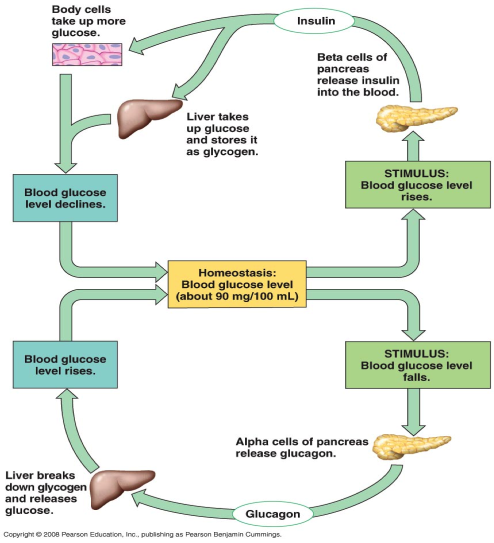 Body cells
take up more
glucose.
Insulin
Beta cells of
pancreas
release insulin
into the blood.
Liver takes
up glucose
and stores it
as glycogen.
Blood glucose
level declines.
STIMULUS:
Blood glucose level
rises.
Homeostasis:
Blood glucose level
(about 90 mg/100 mL)
Blood glucose
level rises.
STIMULUS:
Blood glucose level
falls.
Alpha cells of pancreas
release glucagon.
Liver breaks
down glycogen
and releases
glucose.
Glucagon
Copyright © 2008 Pearson Education, Inc., publishing as Pearson Benjamin Cummings.